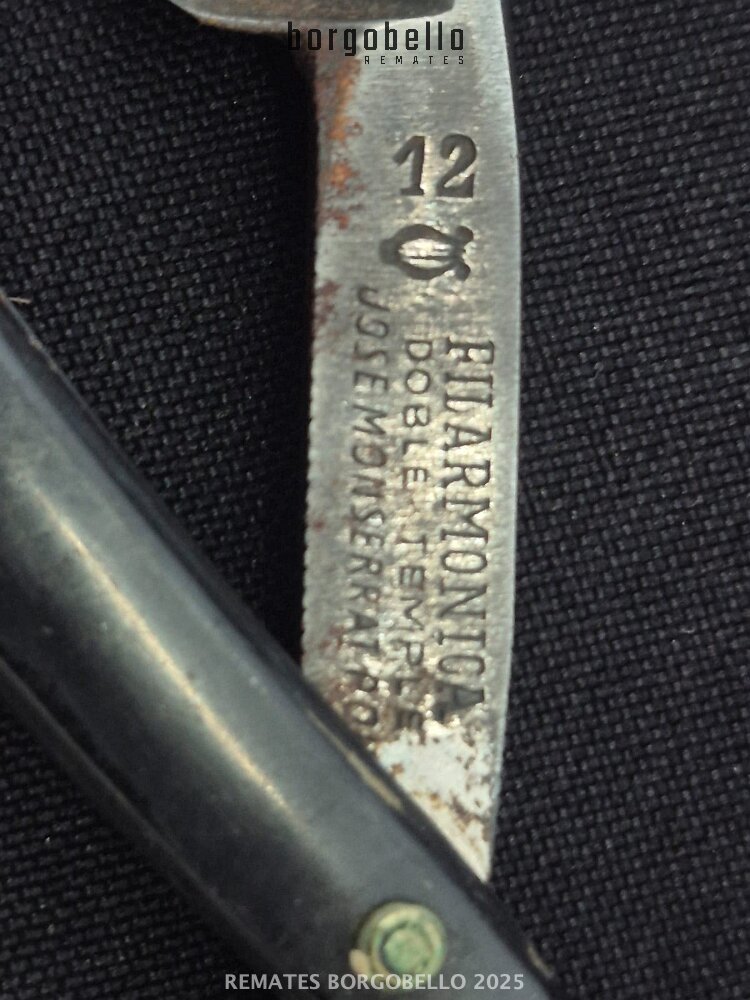 borgobello
REMATES
12
FILARMONICA
DOBLE TEMPLE
JOSE MONSERRAT
REMATES BORGOBELLO 2025